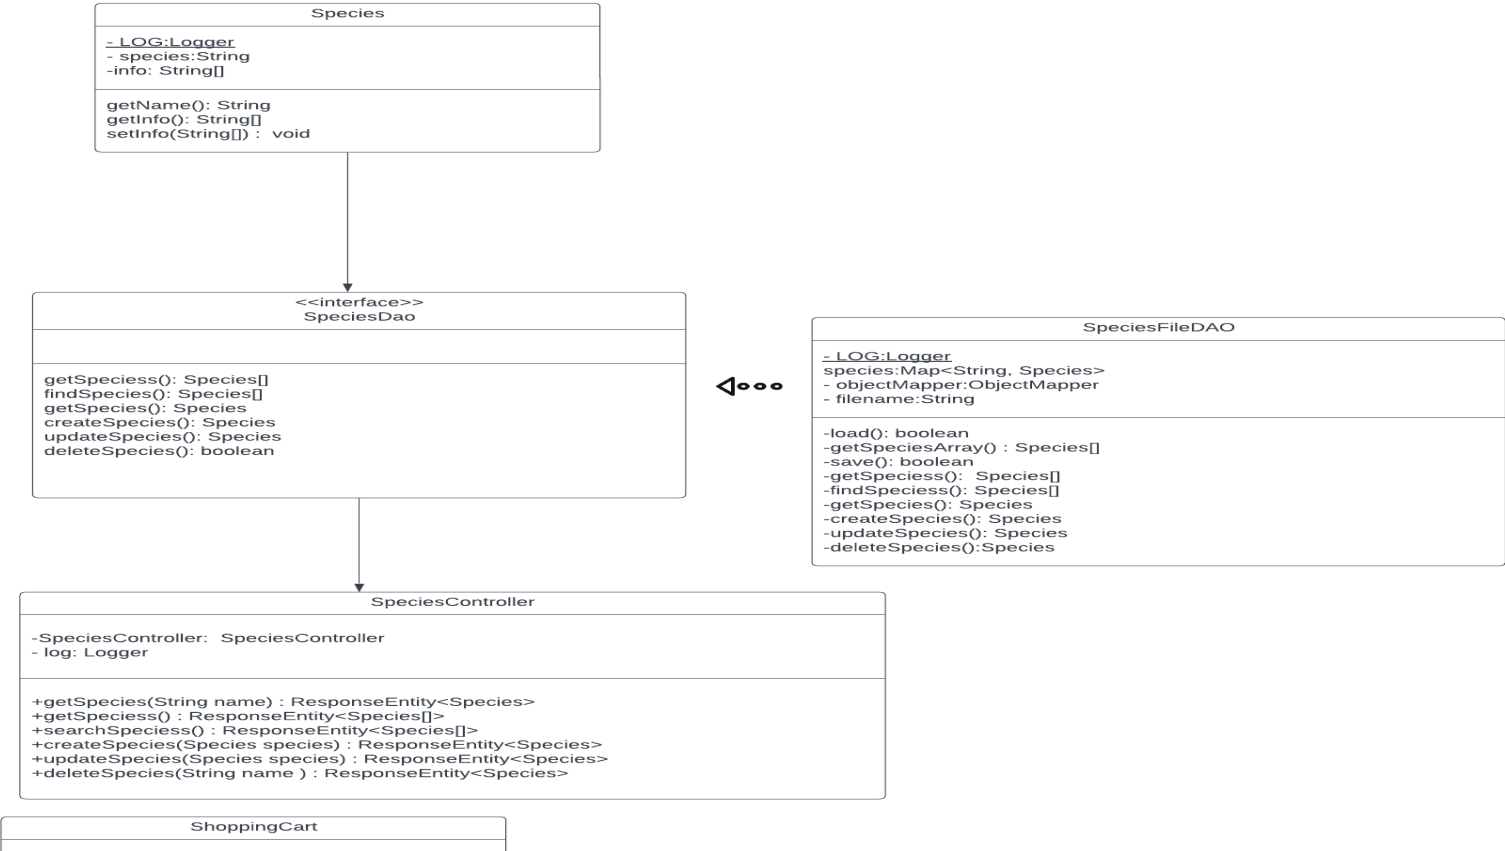 Species
- LOG:Logger
- species:String
-info: String[]
getName(): String
getInfo(): String[]
setInfo(String[]) :  void
<<interface>>
SpeciesDao
getSpeciess(): Species[]
findSpecies(): Species[]
getSpecies(): Species
createSpecies(): Species
updateSpecies(): Species
deleteSpecies(): boolean
SpeciesFileDAO
- LOG:Logger
species:Map<String, Species>
- objectMapper:ObjectMapper
- filename:String
-load(): boolean
-getSpeciesArray() : Species[]
-save(): boolean
-getSpeciess():  Species[]
-findSpeciess(): Species[]
-getSpecies(): Species
-createSpecies(): Species
-updateSpecies(): Species
-deleteSpecies():Species
SpeciesController
-SpeciesController:  SpeciesController
- log: Logger
+getSpecies(String name) : ResponseEntity<Species>
+getSpeciess() : ResponseEntity<Species[]>
+searchSpeciess() : ResponseEntity<Species[]>
+createSpecies(Species species) : ResponseEntity<Species>
+updateSpecies(Species species) : ResponseEntity<Species>
+deleteSpecies(String name ) : ResponseEntity<Species>
ShoppingCart